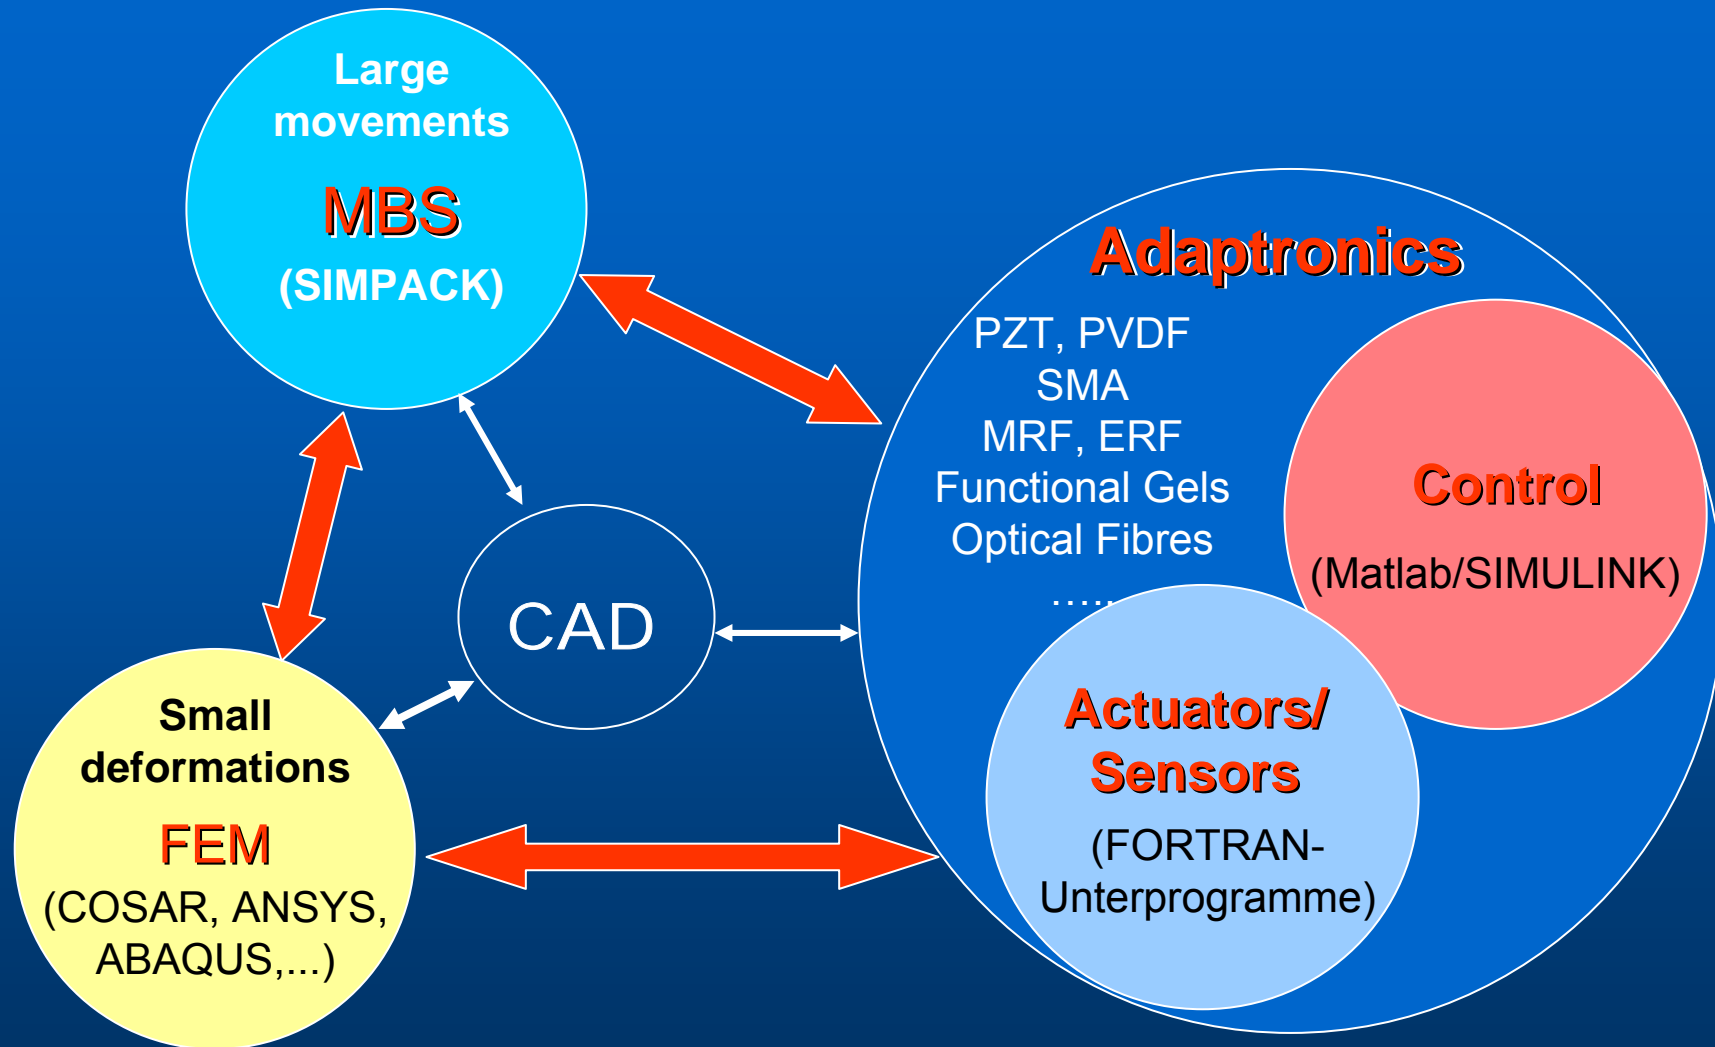 Large
movements
MBS
(SIMPACK)
Adaptronics
PZT, PVDF
SMA
MRF, ERF
Functional Gels
Optical Fibres
…..
Control
(Matlab/SIMULINK)
CAD
Actuators/
Sensors
(FORTRAN-
Unterprogramme)
Small
deformations
FEM
(COSAR, ANSYS,
ABAQUS,...)